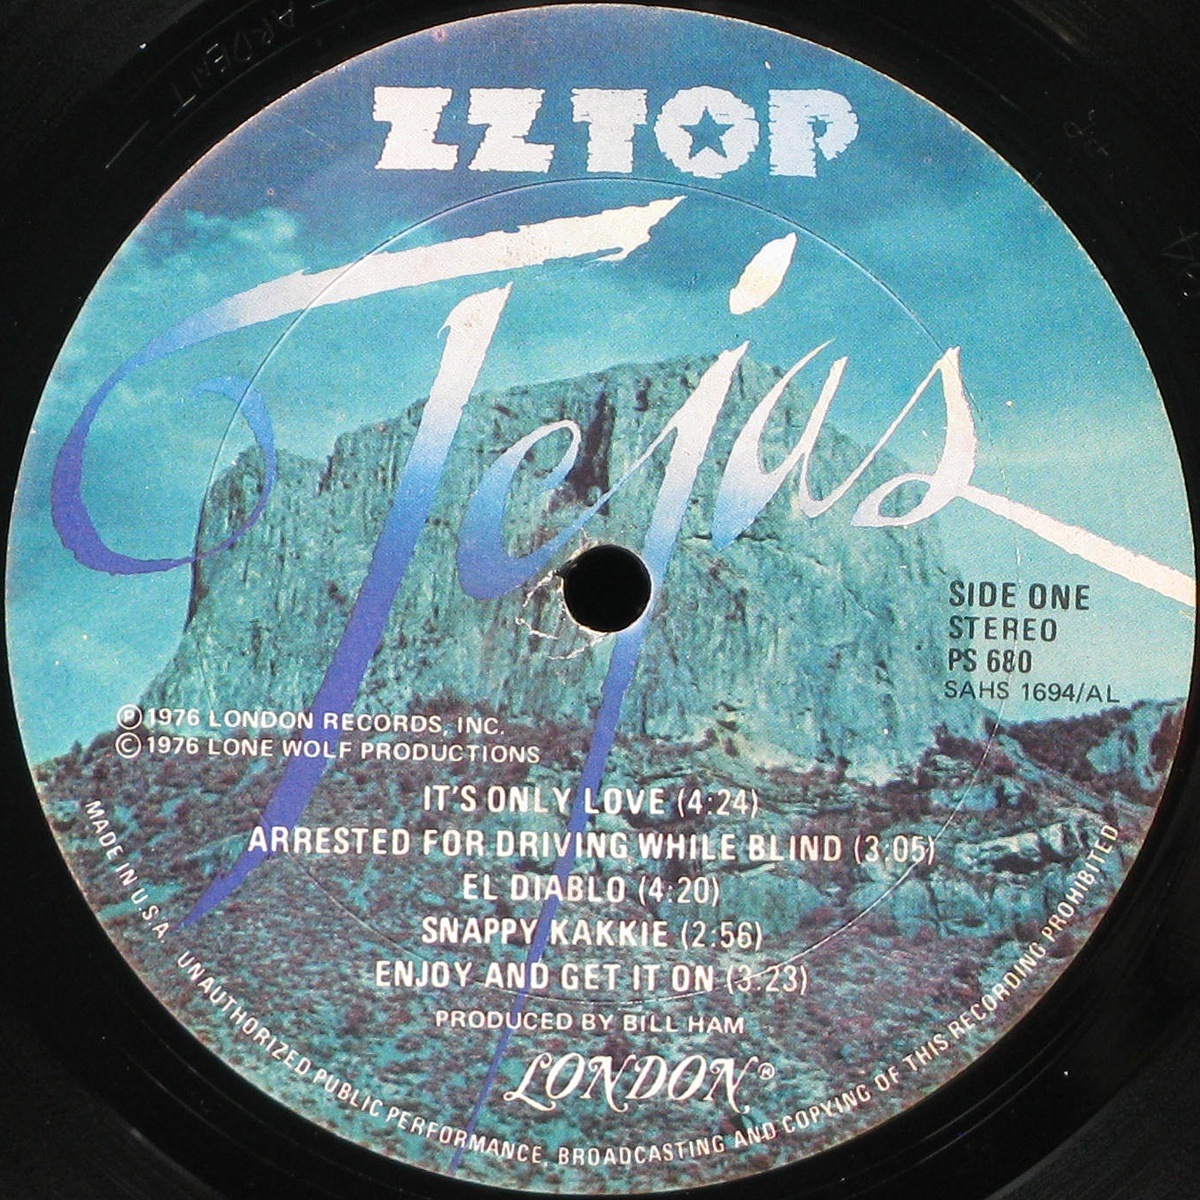 ARDENT
ZZ TOP
Tejas
SIDE ONE
STEREO
PS 680
SAHS 1694/AL
Ⓟ1976 LONDON RECORDS, INC.
©1976 LONE WOLF PRODUCTIONS
IT'S ONLY LOVE (4:24)
ARRESTED FOR DRIVING WHILE BLIND (3:05)
EL DIABLO (4:20)
SNAPPY KAKKIE (2:56)
ENJOY AND GET IT ON (3:23)
PRODUCED BY BILL HAM
LONDON®
MADE IN U.S.A. UNAUTHORIZED PUBLIC PERFORMANCE, BROADCASTING AND COPYING OF THIS RECORDING PROHIBITED